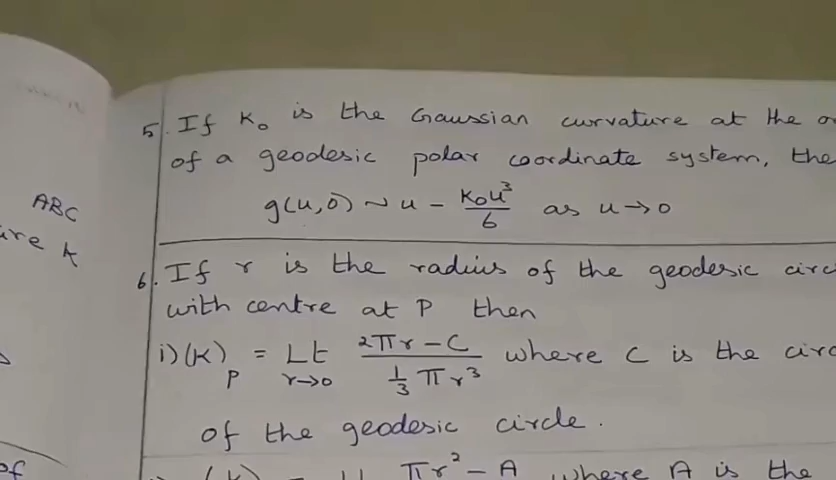 5. If K₀ is the Gaussian curvature at the
of a geodesic polar coordinate system,
g(u,0) ~ u - K₀u³/6 as u→0
ABC
k
6. If r is the radius of the geodesic
with centre at P then
i) (K)_P = Lt_{r→0} (2πr - C)/(1/3 πr³) where C is the
of the geodesic circle.
of
πr² - A where A is the